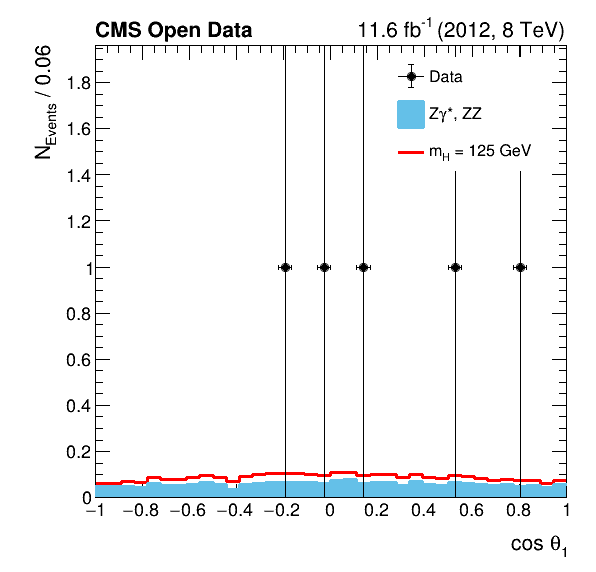 CMS Open Data 11.6 fb⁻¹ (2012, 8 TeV)
N_Events / 0.06
Data
Zγ*, ZZ
m_H = 125 GeV
1.8
1.6
1.4
1.2
1
0.8
0.6
0.4
0.2
0
−1 −0.8 −0.6 −0.4 −0.2 0 0.2 0.4 0.6 0.8 1
cos θ₁